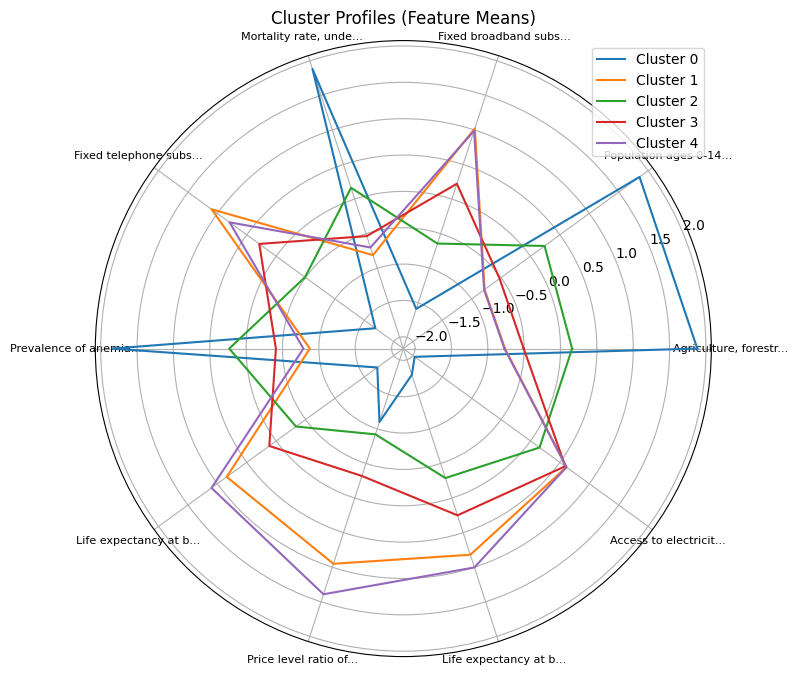 Cluster Profiles (Feature Means)
Mortality rate, unde...
Fixed broadband subs...
Cluster 0
Cluster 1
Cluster 2
Cluster 3
Cluster 4
Fixed telephone subs...
Population ages 0-14...
2.0
1.5
1.0
0.5
0.0
−0.5
−1.0
−1.5
−2.0
Prevalence of anemia...
Agriculture, forestr...
Life expectancy at b...
Access to electricit...
Price level ratio of...
Life expectancy at b...